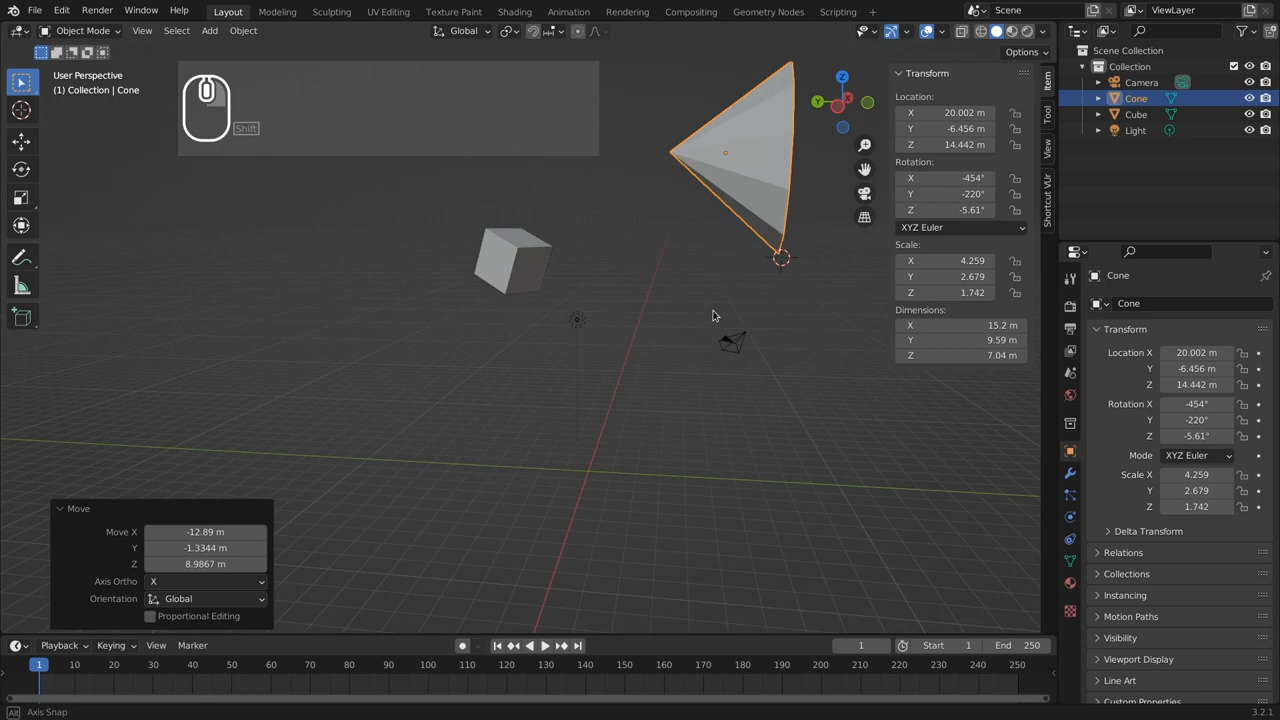 File Edit Render Window Help
Layout Modeling Sculpting UV Editing Texture Paint Shading Animation Rendering Compositing Geometry Nodes Scripting +
Scene ViewLayer
Object Mode View Select Add Object Global
Options
User Perspective
(1) Collection | Cone
Shift
Z
Y
X
Transform
Location:
X 20.002 m
Y -6.456 m
Z 14.442 m
Rotation:
X -454°
Y -220°
Z -5.61°
XYZ Euler
Scale:
X 4.259
Y 2.679
Z 1.742
Dimensions:
X 15.2 m
Y 9.59 m
Z 7.04 m
Item
Tool
View
Shortcut VUr
Scene Collection
Collection
Camera
Cone
Cube
Light
Cone
Cone
Transform
Location X 20.002 m
Y -6.456 m
Z 14.442 m
Rotation X -454°
Y -220°
Z -5.61°
Mode XYZ Euler
Scale X 4.259
Y 2.679
Z 1.742
Delta Transform
Relations
Collections
Instancing
Motion Paths
Visibility
Viewport Display
Line Art
Custom Properties
Move
Move X -12.89 m
Y -1.3344 m
Z 8.9867 m
Axis Ortho X
Orientation Global
Proportional Editing
Playback Keying View Marker 1 Start 1 End 250
1 10 20 30 40 50 60 70 80 90 100 110 120 130 140 150 160 170 180 190 200 210 220 230 240 250
Alt Axis Snap 3.2.1